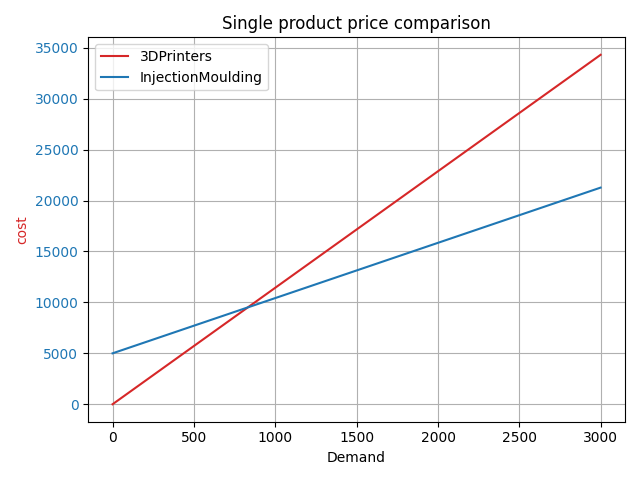 Single product price comparison
3DPrinters
InjectionMoulding
35000
30000
25000
20000
15000
10000
5000
0
cost
0 500 1000 1500 2000 2500 3000
Demand